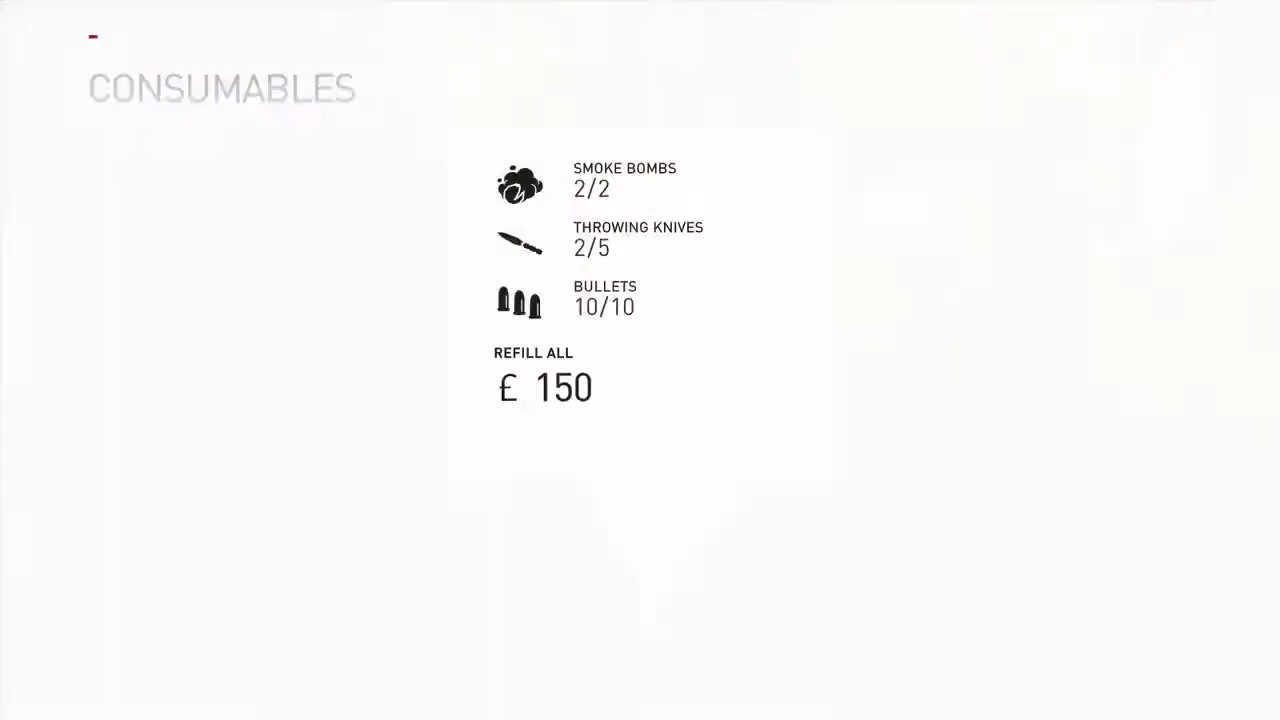 CONSUMABLES
SMOKE BOMBS
2/2
THROWING KNIVES
2/5
BULLETS
10/10
REFILL ALL
£ 150